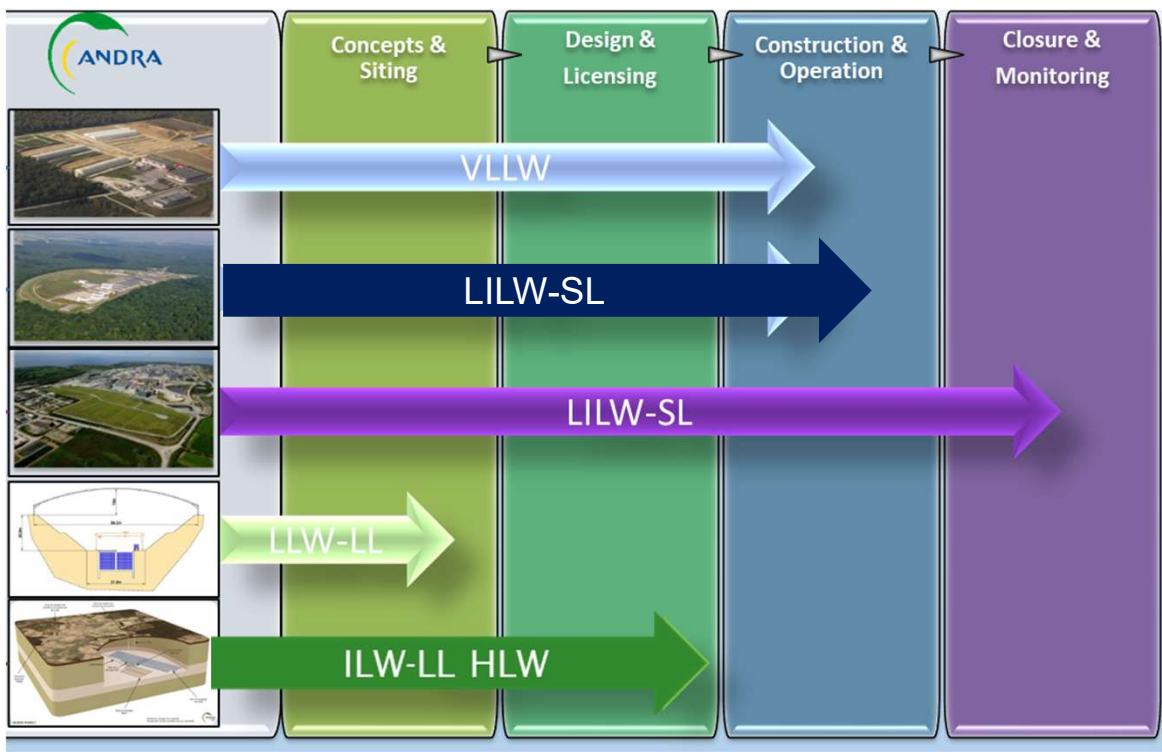 ANDRA
Concepts &
Siting
Design &
Licensing
Construction &
Operation
Closure &
Monitoring
VLLW
LILW-SL
LILW-SL
LLW-LL
ILW-LL HLW